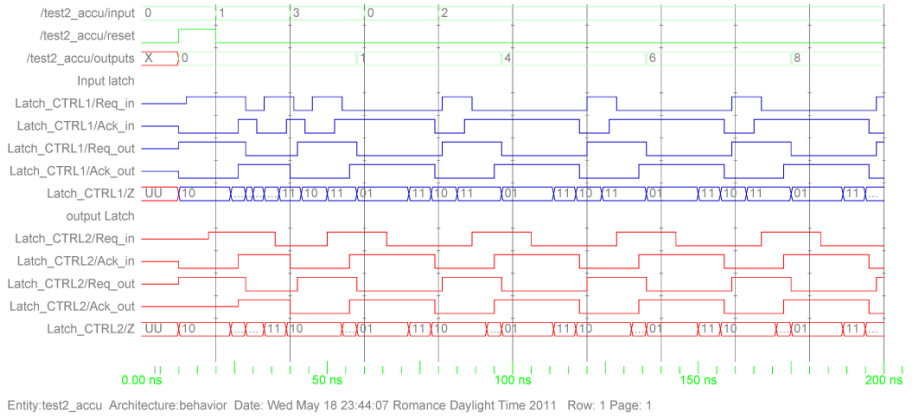 /test2_accu/input 0 1 3 0 2
/test2_accu/reset
/test2_accu/outputs X 0 1 4 6 8
Input latch
Latch_CTRL1/Req_in
Latch_CTRL1/Ack_in
Latch_CTRL1/Req_out
Latch_CTRL1/Ack_out
Latch_CTRL1/Z UU 10 ... ... ... 11 10 11 01 11 10 11 01 11 10 11 01 11 10 11 01 11 ...
output Latch
Latch_CTRL2/Req_in
Latch_CTRL2/Ack_in
Latch_CTRL2/Req_out
Latch_CTRL2/Ack_out
Latch_CTRL2/Z UU 10 ... ... 11 10 ... 01 11 10 ... 01 11 10 ... 01 11 10 ... 01 11 ...
0.00 ns 50 ns 100 ns 150 ns 200 ns
Entity:test2_accu Architecture:behavior Date: Wed May 18 23:44:07 Romance Daylight Time 2011 Row: 1 Page: 1